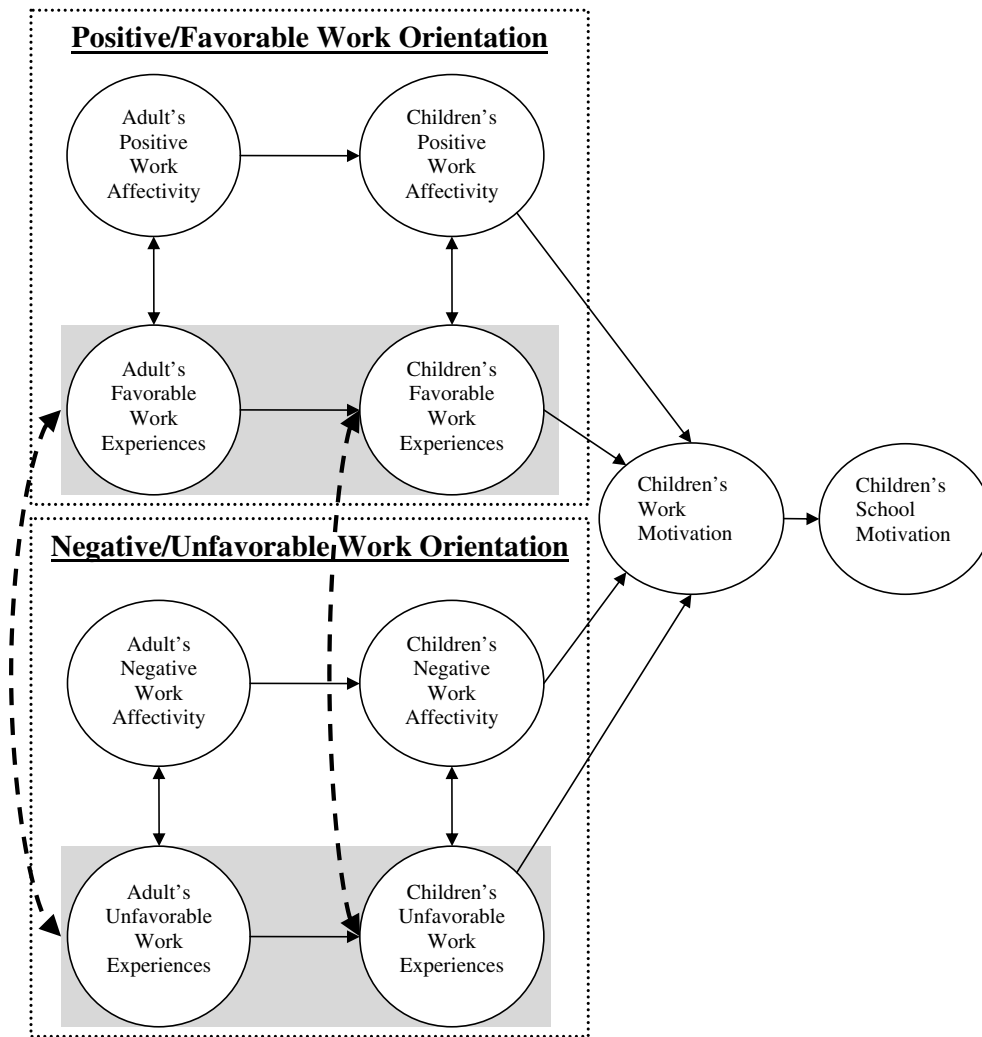 Positive/Favorable Work Orientation
Adult’s
Positive
Work
Affectivity
Children’s
Positive
Work
Affectivity
Adult’s
Favorable
Work
Experiences
Children’s
Favorable
Work
Experiences
Children’s
Work
Motivation
Children’s
School
Motivation
Negative/Unfavorable Work Orientation
Adult’s
Negative
Work
Affectivity
Children’s
Negative
Work
Affectivity
Adult’s
Unfavorable
Work
Experiences
Children’s
Unfavorable
Work
Experiences